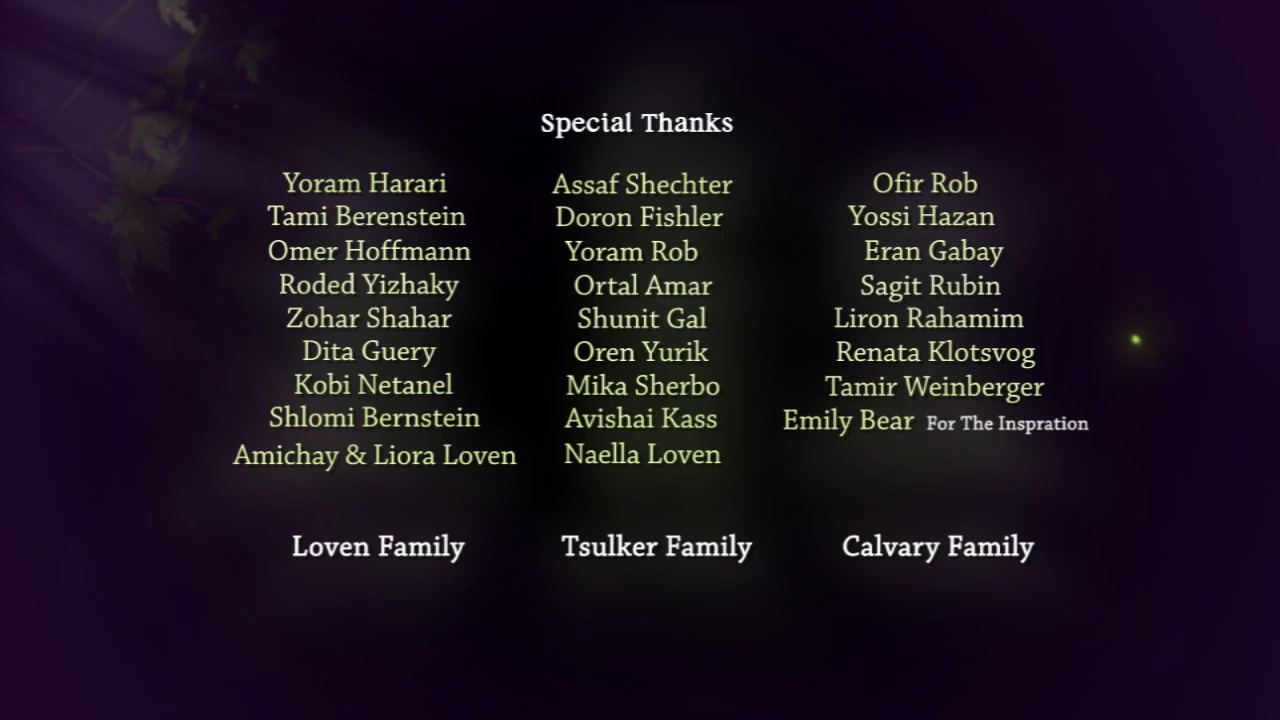 Special Thanks
Yoram Harari
Tami Berenstein
Omer Hoffmann
Roded Yizhaky
Zohar Shahar
Dita Guery
Kobi Netanel
Shlomi Bernstein
Amichay & Liora Loven
Assaf Shechter
Doron Fishler
Yoram Rob
Ortal Amar
Shunit Gal
Oren Yurik
Mika Sherbo
Avishai Kass
Naella Loven
Ofir Rob
Yossi Hazan
Eran Gabay
Sagit Rubin
Liron Rahamim
Renata Klotsvog
Tamir Weinberger
Emily Bear For The Inspration
Loven Family
Tsulker Family
Calvary Family